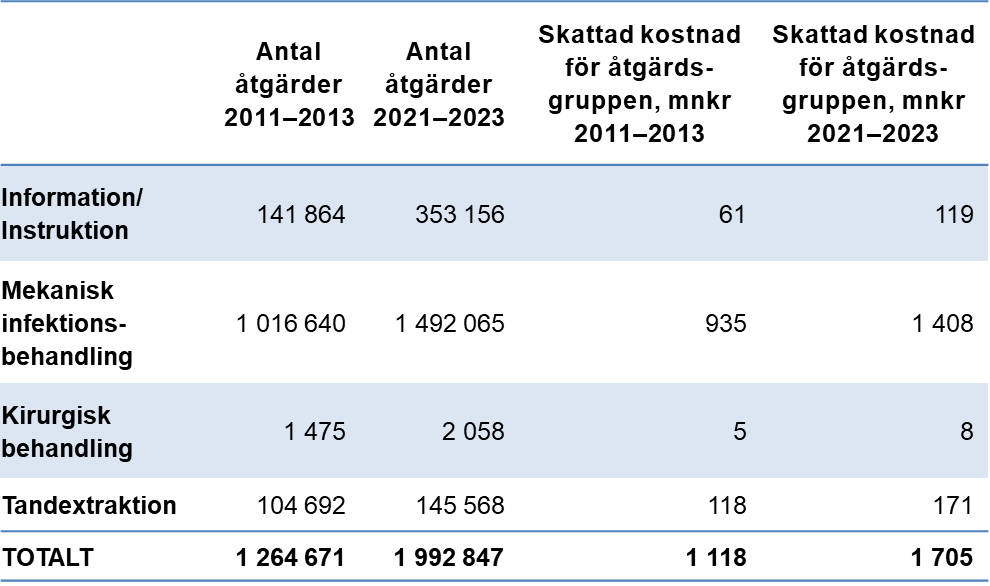 Antal åtgärder 2011–2013 Antal åtgärder 2021–2023 Skattad kostnad för åtgärds-gruppen, mnkr 2011–2013 Skattad kostnad för åtgärds-gruppen, mnkr 2021–2023
Information/
Instruktion 141 864 353 156 61 119
Mekanisk
infektions-
behandling 1 016 640 1 492 065 935 1 408
Kirurgisk
behandling 1 475 2 058 5 8
Tandextraktion 104 692 145 568 118 171
TOTALT 1 264 671 1 992 847 1 118 1 705